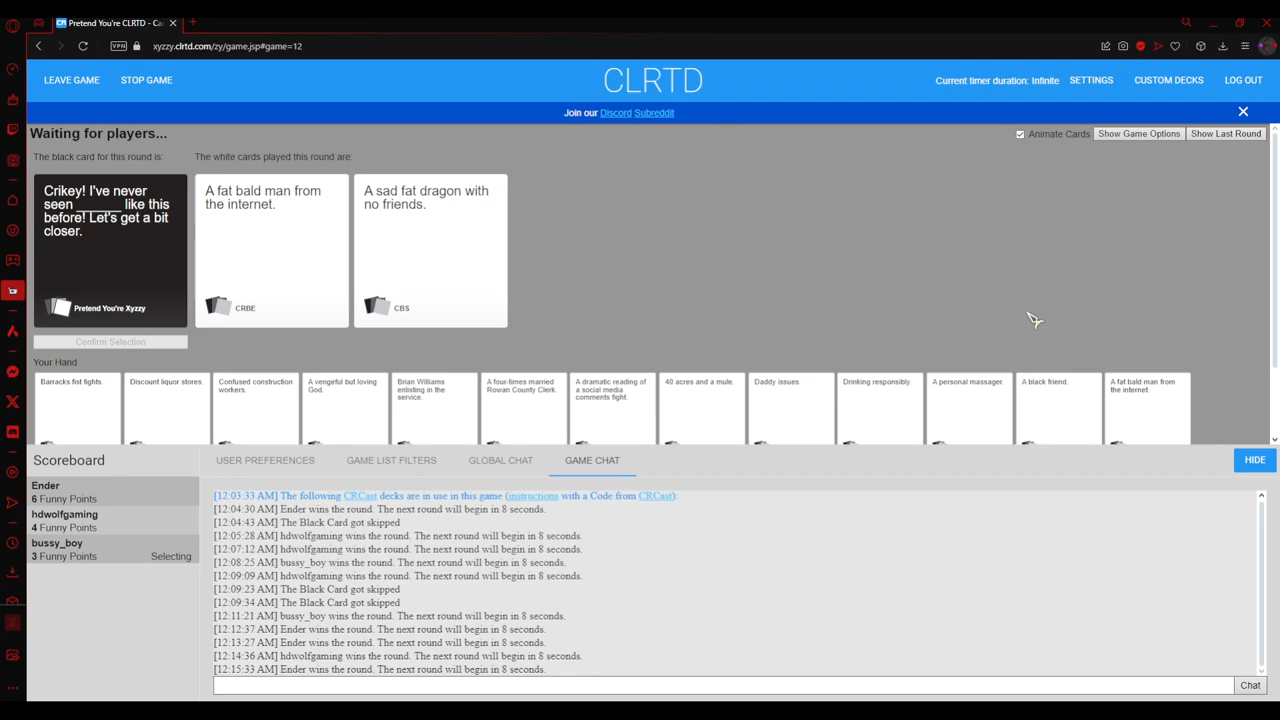 Pretend You're CLRTD - Ca
VPN
xyzzy.clrtd.com/zy/game.jsp#game=12
LEAVE GAME
STOP GAME
CLRTD
Current timer duration: Infinite
SETTINGS
CUSTOM DECKS
LOG OUT
Join our Discord Subreddit
Waiting for players...
Animate Cards
Show Game Options
Show Last Round
The black card for this round is:
The white cards played this round are:
Crikey! I've never
seen ______ like this
before! Let's get a bit
closer.
Pretend You're Xyzzy
A fat bald man from
the internet.
CRBE
A sad fat dragon with
no friends.
CBS
Confirm Selection
Your Hand
Barracks fist fights.
Discount liquor stores.
Confused construction
workers.
A vengeful but loving
God.
Brian Williams
enlisting in the
service.
A four-times married
Rowan County Clerk.
A dramatic reading of
a social media
comments fight.
40 acres and a mule.
Daddy issues.
Drinking responsibly.
A personal massager.
A black friend.
A fat bald man from
the internet.
Scoreboard
Ender
6 Funny Points
hdwolfgaming
4 Funny Points
bussy_boy
3 Funny Points
Selecting
USER PREFERENCES
GAME LIST FILTERS
GLOBAL CHAT
GAME CHAT
HIDE
[12:03:33 AM] The following CRCast decks are in use in this game (instructions with a Code from CRCast):
[12:04:30 AM] Ender wins the round. The next round will begin in 8 seconds.
[12:04:43 AM] The Black Card got skipped
[12:05:28 AM] hdwolfgaming wins the round. The next round will begin in 8 seconds.
[12:07:12 AM] hdwolfgaming wins the round. The next round will begin in 8 seconds.
[12:08:25 AM] bussy_boy wins the round. The next round will begin in 8 seconds.
[12:09:09 AM] hdwolfgaming wins the round. The next round will begin in 8 seconds.
[12:09:23 AM] The Black Card got skipped
[12:09:34 AM] The Black Card got skipped
[12:11:21 AM] bussy_boy wins the round. The next round will begin in 8 seconds.
[12:12:37 AM] Ender wins the round. The next round will begin in 8 seconds.
[12:13:27 AM] Ender wins the round. The next round will begin in 8 seconds.
[12:14:36 AM] hdwolfgaming wins the round. The next round will begin in 8 seconds.
[12:15:33 AM] Ender wins the round. The next round will begin in 8 seconds.
Chat